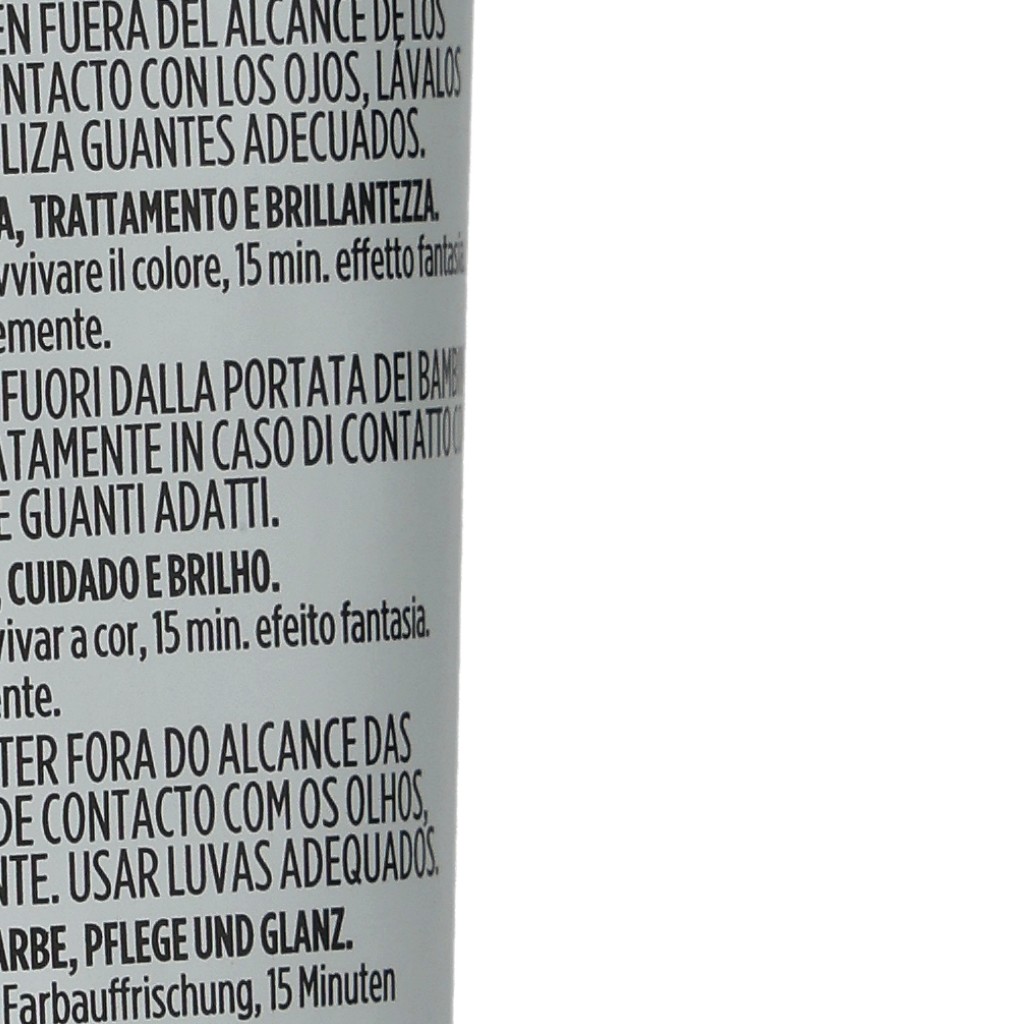 EN FUERA DEL ALCANCE DE LOS
CONTACTO CON LOS OJOS, LÁVALOS
LIZA GUANTES ADECUADOS.
A, TRATTAMENTO E BRILLANTEZZA.
vvivare il colore, 15 min. effetto fantasia.
emente.
FUORI DALLA PORTATA DEI
ATAMENTE IN CASO DI CONTATTO
E GUANTI ADATTI.
, CUIDADO E BRILHO.
vivar a cor, 15 min. efeito fantasia.
ente.
TER FORA DO ALCANCE DAS
DE CONTACTO COM OS OLHOS,
NTE. USAR LUVAS ADEQUADOS.
ARBE, PFLEGE UND GLANZ.
Farbauffrischung, 15 Minuten